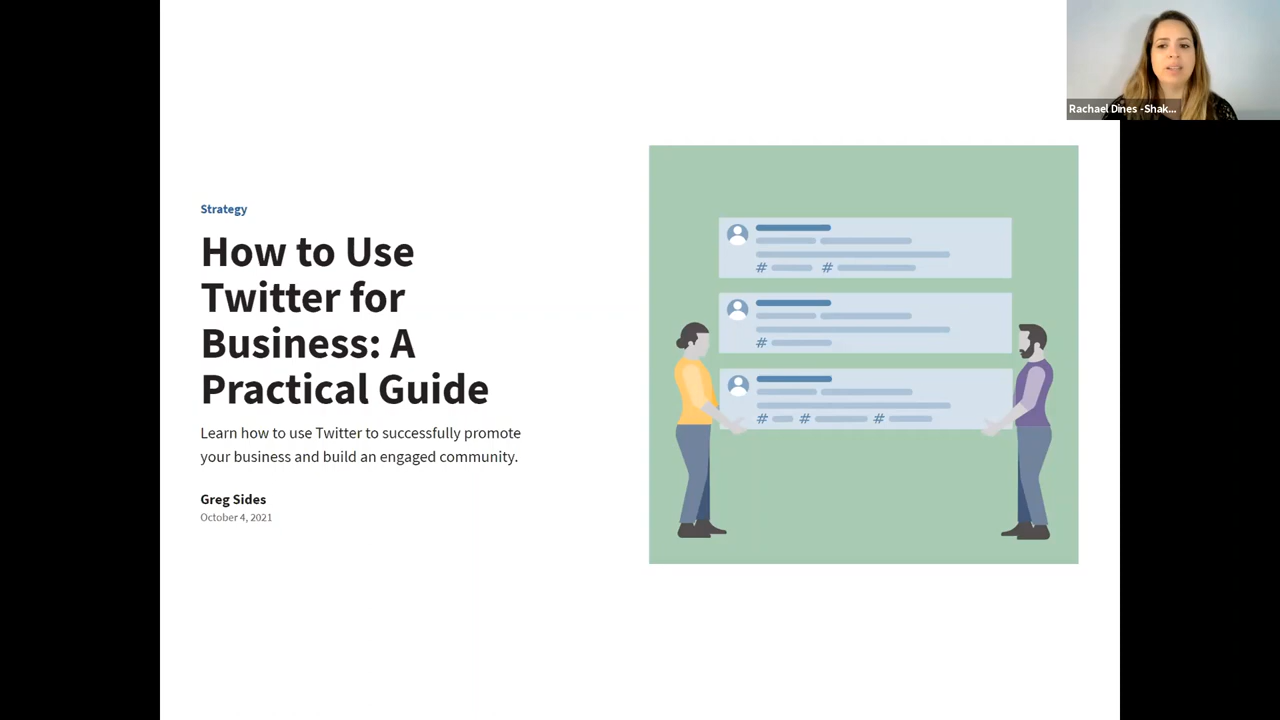 Rachael Dines -Shak...
Strategy
How to Use
Twitter for
Business: A
Practical Guide
Learn how to use Twitter to successfully promote
your business and build an engaged community.
Greg Sides
October 4, 2021
# #
#
# # #